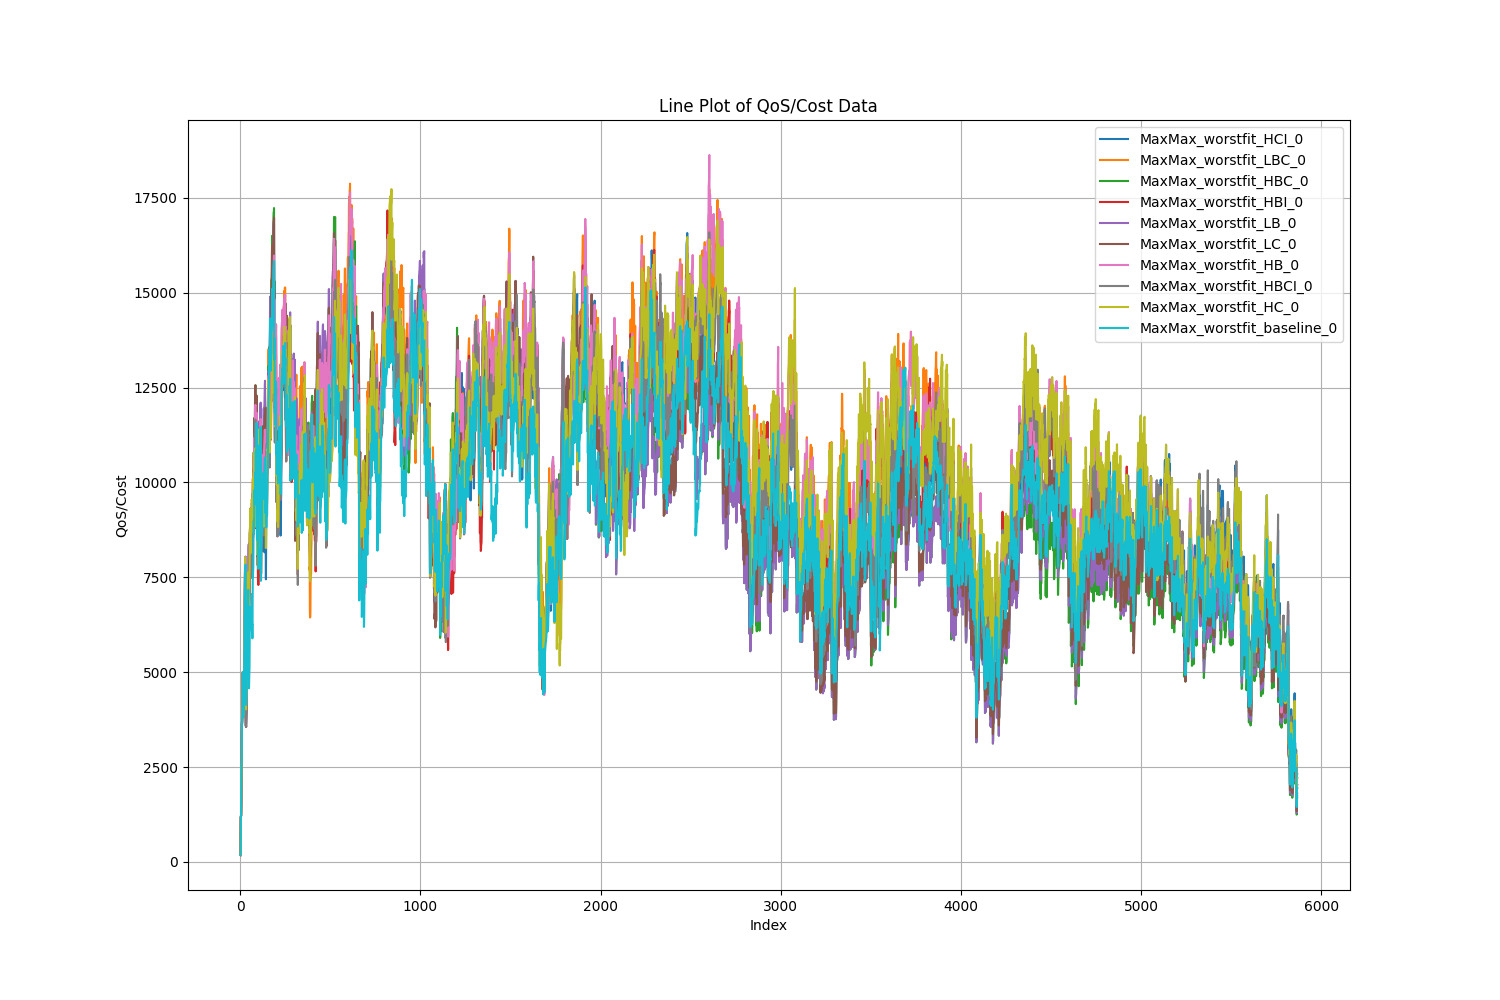 Line Plot of QoS/Cost Data
QoS/Cost
17500
15000
12500
10000
7500
5000
2500
0
MaxMax_worstfit_HCI_0
MaxMax_worstfit_LBC_0
MaxMax_worstfit_HBC_0
MaxMax_worstfit_HBI_0
MaxMax_worstfit_LB_0
MaxMax_worstfit_LC_0
MaxMax_worstfit_HB_0
MaxMax_worstfit_HBCI_0
MaxMax_worstfit_HC_0
MaxMax_worstfit_baseline_0
0 1000 2000 3000 4000 5000 6000
Index